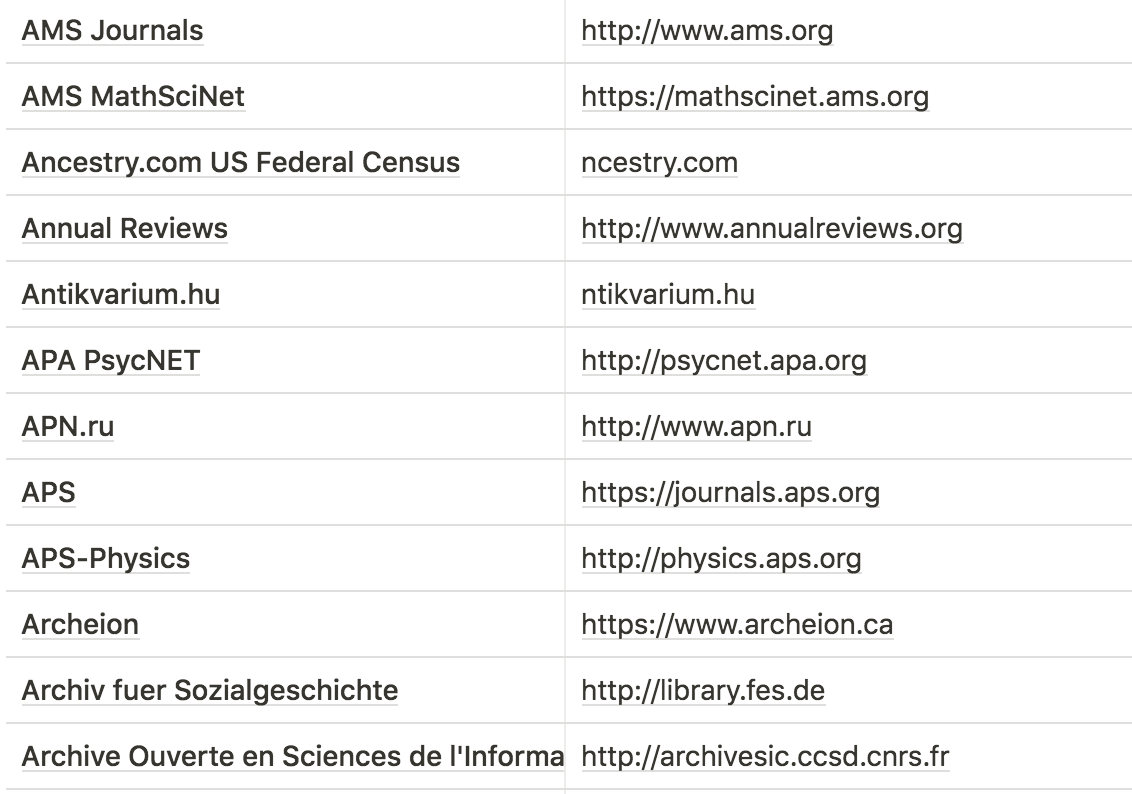 AMS Journals http://www.ams.org
AMS MathSciNet https://mathscinet.ams.org
Ancestry.com US Federal Census ncestry.com
Annual Reviews http://www.annualreviews.org
Antikvarium.hu ntikvarium.hu
APA PsycNET http://psycnet.apa.org
APN.ru http://www.apn.ru
APS https://journals.aps.org
APS-Physics http://physics.aps.org
Archeion https://www.archeion.ca
Archiv fuer Sozialgeschichte http://library.fes.de
Archive Ouverte en Sciences de l'Informa http://archivesic.ccsd.cnrs.fr